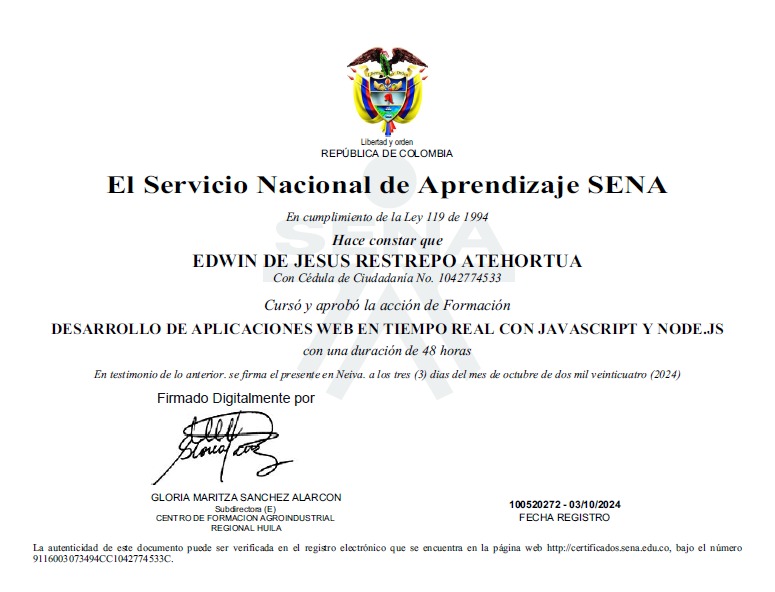 Libertad y orden
REPÚBLICA DE COLOMBIA
El Servicio Nacional de Aprendizaje SENA
En cumplimiento de la Ley 119 de 1994
SENA
Hace constar que
EDWIN DE JESUS RESTREPO ATEHORTUA
Con Cédula de Ciudadanía No. 1042774533
Cursó y aprobó la acción de Formación
DESARROLLO DE APLICACIONES WEB EN TIEMPO REAL CON JAVASCRIPT Y NODE.JS
con una duración de 48 horas
En testimonio de lo anterior. se firma el presente en Neiva. a los tres (3) dias del mes de octubre de dos mil veinticuatro (2024)
Firmado Digitalmente por
GLORIA MARITZA SANCHEZ ALARCON
Subdirectora (E)
CENTRO DE FORMACION AGROINDUSTRIAL
REGIONAL HUILA
100520272 - 03/10/2024
FECHA REGISTRO
La autenticidad de este documento puede ser verificada en el registro electrónico que se encuentra en la página web http://certificados.sena.edu.co, bajo el número
9116003073494CC1042774533C.